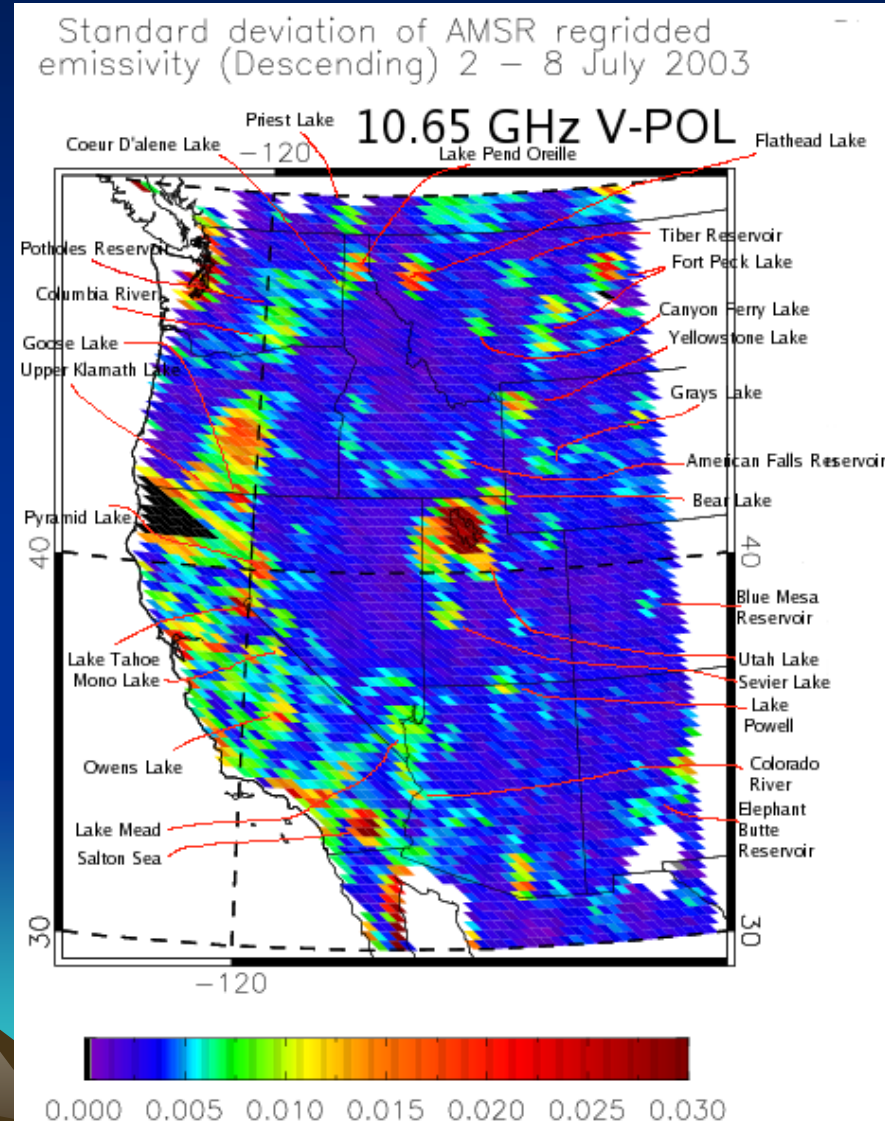 Standard deviation of AMSR regridded
emissivity (Descending) 2 – 8 July 2003
10.65 GHz V-POL
Priest Lake
Coeur D'alene Lake
-120
Lake Pend Oreille
Flathead Lake
Potholes Reservoir
Tiber Reservoir
Fort Peck Lake
Columbia River
Canyon Ferry Lake
Goose Lake
Yellowstone Lake
Upper Klamath Lake
Grays Lake
American Falls Reservoir
Bear Lake
Pyramid Lake
40
40
Blue Mesa
Reservoir
Lake Tahoe
Utah Lake
Mono Lake
Sevier Lake
Lake
Powell
Owens Lake
Colorado
River
Lake Mead
Elephant
Butte
Reservoir
Salton Sea
30
30
-120
0.000 0.005 0.010 0.015 0.020 0.025 0.030